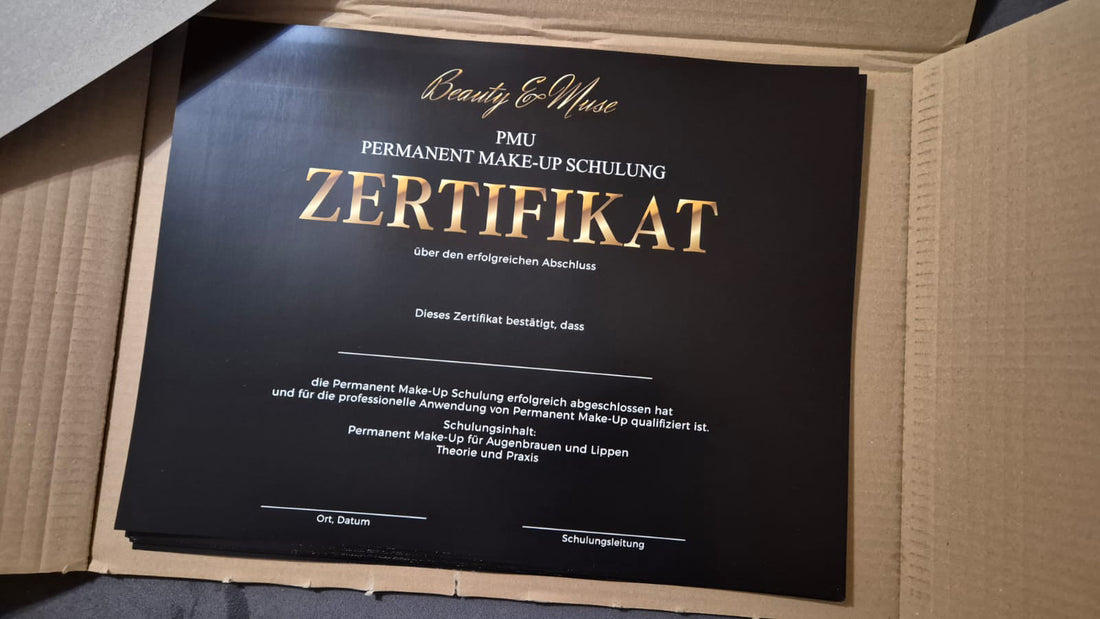 Beauty & Muse
PMU
PERMANENT MAKE-UP SCHULUNG
ZERTIFIKAT
über den erfolgreichen Abschluss
Dieses Zertifikat bestätigt, dass
die Permanent Make-Up Schulung erfolgreich abgeschlossen hat
und für die professionelle Anwendung von Permanent Make-Up qualifiziert ist.
Schulungsinhalt:
Permanent Make-Up für Augenbrauen und Lippen
Theorie und Praxis
Ort, Datum
Schulungsleitung